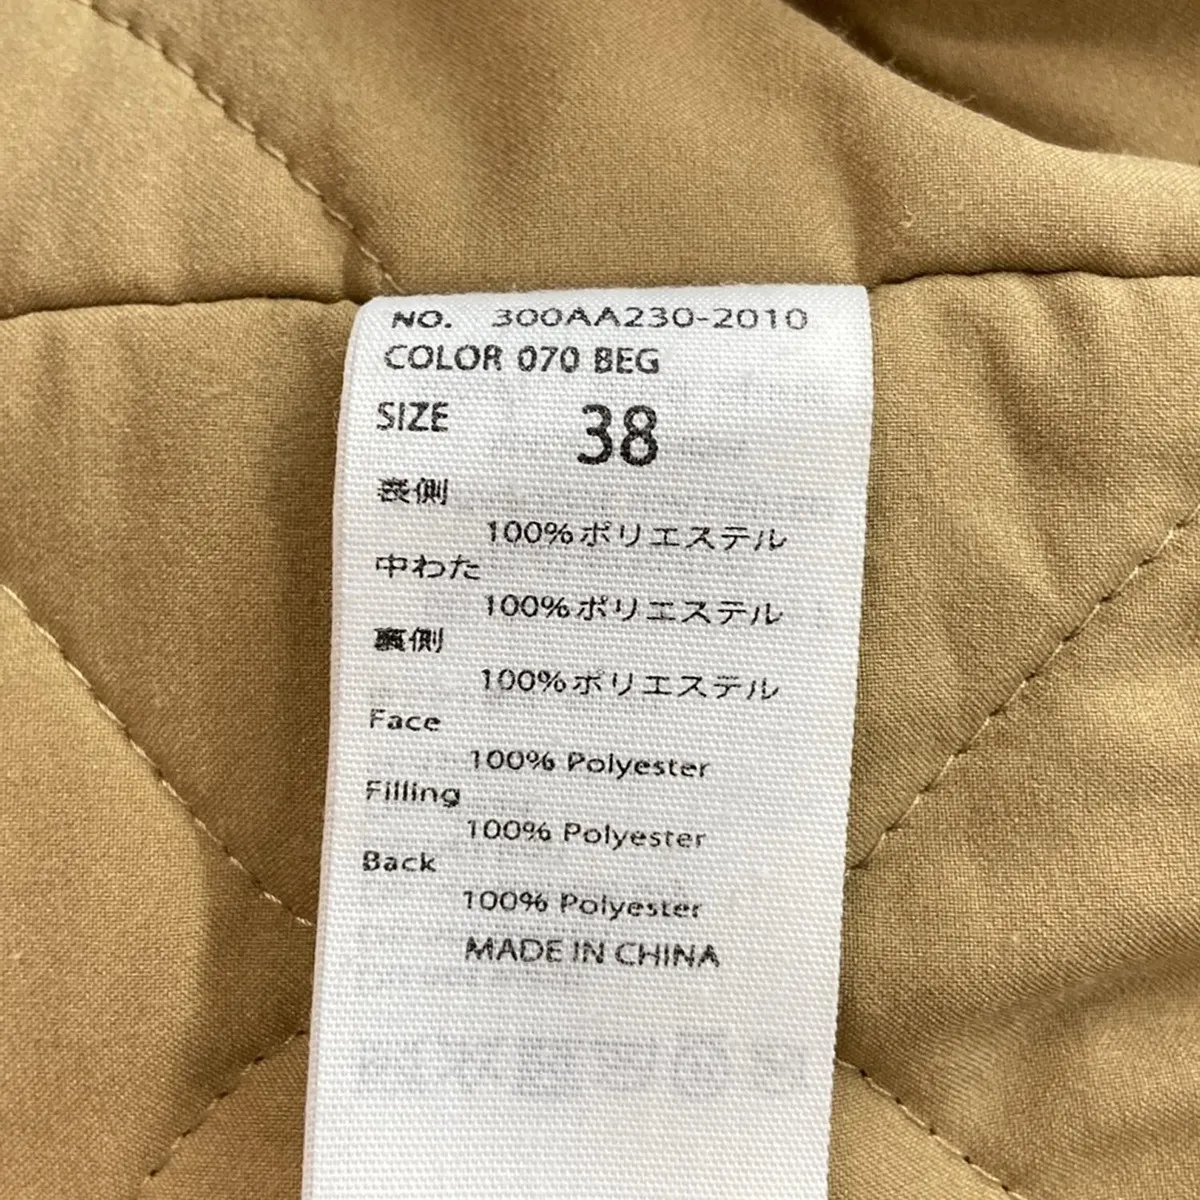 NO. 300AA230-2010
COLOR 070 BEG
SIZE 38
表側
100%ポリエステル
中わた
100%ポリエステル
裏側
100%ポリエステル
Face
100% Polyester
Filling
100% Polyester
Back
100% Polyester
MADE IN CHINA